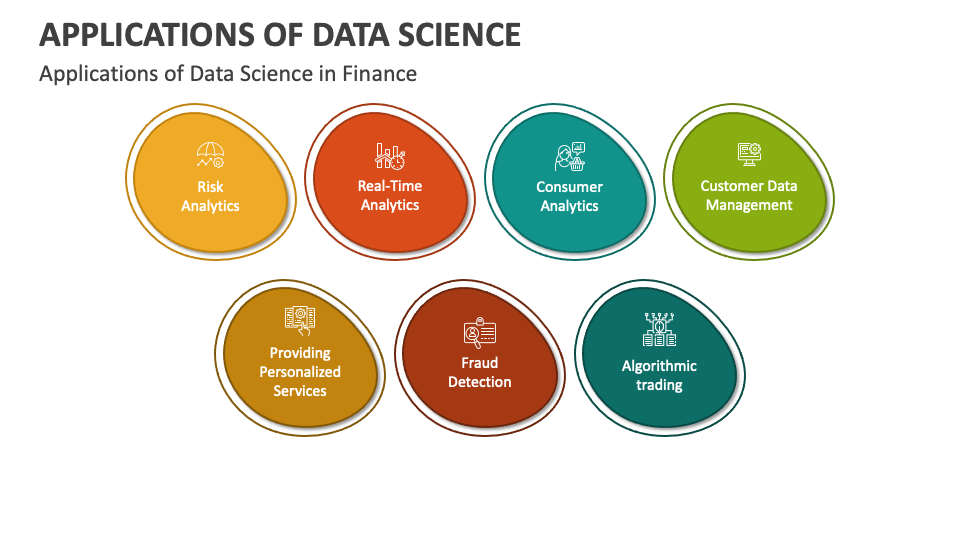 APPLICATIONS OF DATA SCIENCE
Applications of Data Science in Finance
Risk
Analytics
Real-Time
Analytics
Consumer
Analytics
Customer Data
Management
Providing
Personalized
Services
Fraud
Detection
Algorithmic
trading